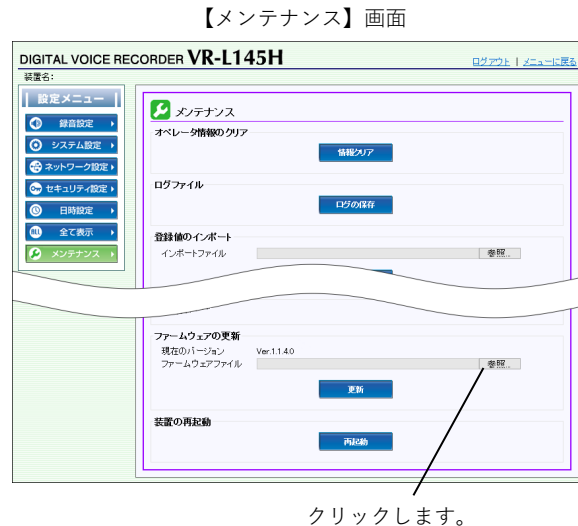 【メンテナンス】画面
DIGITAL VOICE RECORDER VR-L145H
ログアウト | メニューに戻る
装置名:
設定メニュー
録音設定
システム設定
ネットワーク設定
セキュリティ設定
日時設定
ALL 全て表示
メンテナンス
メンテナンス
オペレータ情報のクリア
情報クリア
ログファイル
ログの保存
登録値のインポート
インポートファイル
参照...
ファームウェアの更新
現在のバージョン Ver.1.1.4.0
ファームウェアファイル
参照...
更新
装置の再起動
再起動
クリックします。